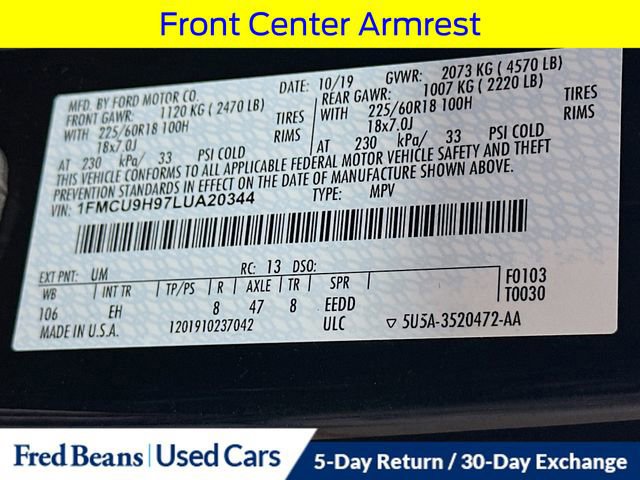 Front Center Armrest
MFD. BY FORD MOTOR CO.
DATE: 10/19 GVWR: 2073 KG (4570 LB)
FRONT GAWR: 1120 KG (2470 LB)
REAR GAWR: 1007 KG (2220 LB)
WITH 225/60R18 100H TIRES
WITH 225/60R18 100H TIRES
18x7.0J RIMS
18x7.0J RIMS
AT 230 kPa/ 33 PSI COLD
AT 230 kPa/ 33 PSI COLD
THIS VEHICLE CONFORMS TO ALL APPLICABLE FEDERAL MOTOR VEHICLE SAFETY AND THEFT
PREVENTION STANDARDS IN EFFECT ON THE DATE OF MANUFACTURE SHOWN ABOVE.
VIN: 1FMCU9H97LUA20344
TYPE: MPV
EXT PNT: UM RC: 13 DSO:
WB INT TR TP/PS R AXLE TR SPR F0103
106 EH 8 47 8 EEDD T0030
MADE IN U.S.A. 1201910237042 ULC ▽ 5U5A-3520472-AA
Fred Beans Used Cars
5-Day Return / 30-Day Exchange